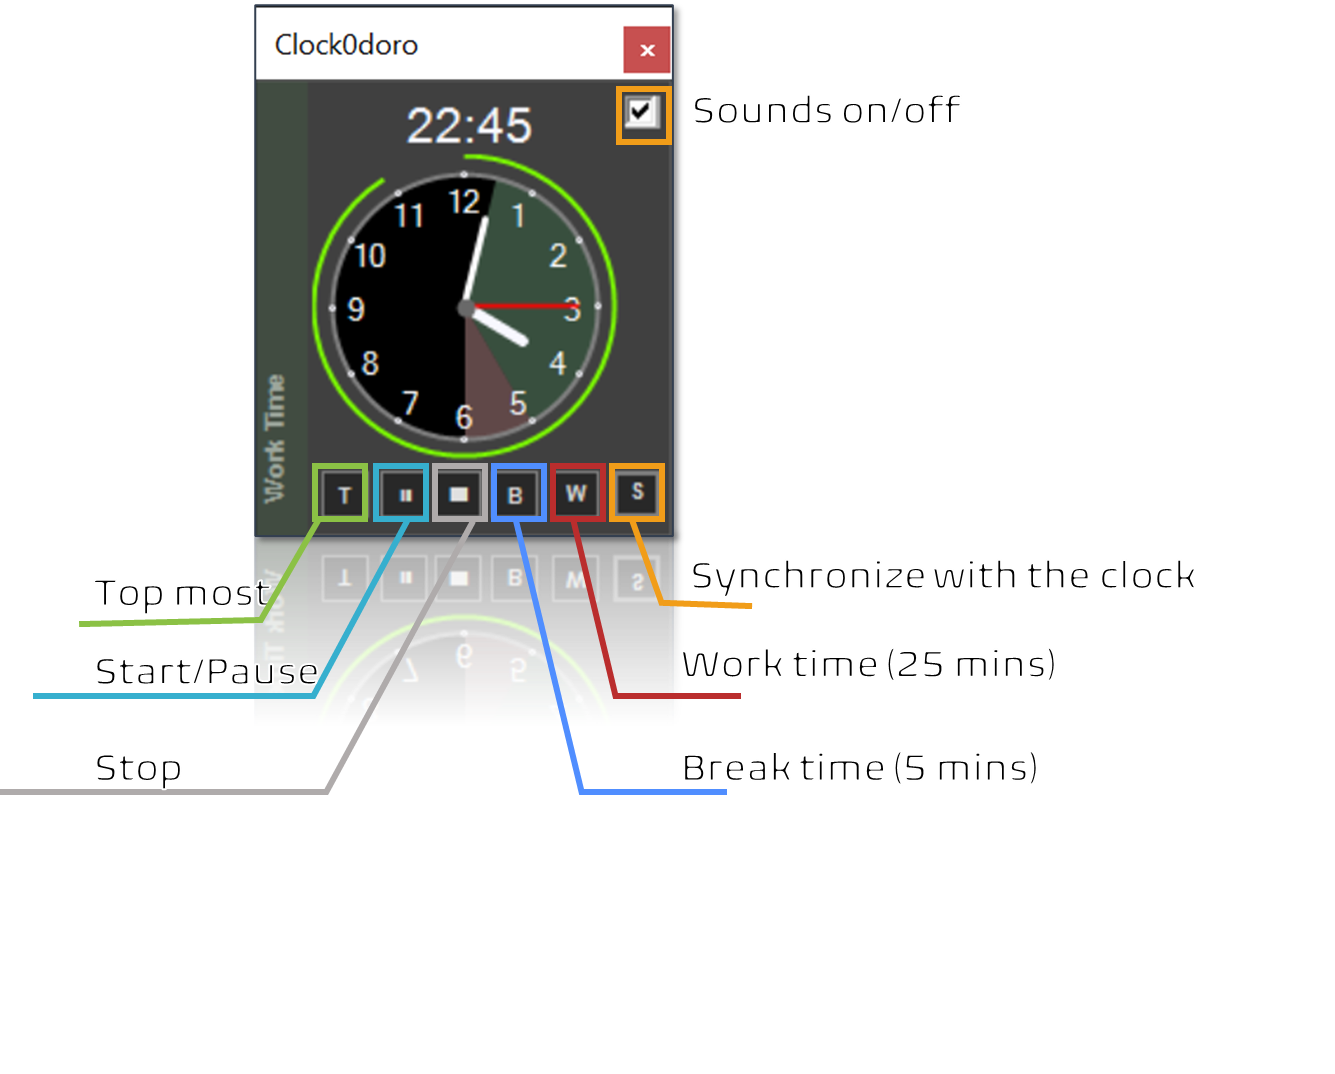 Clock0doro
x
22:45
Sounds on/off
12
1
2
3
4
5
6
7
8
9
10
11
Work Time
T
B
W
S
Top most
Start/Pause
Stop
Synchronize with the clock
Work time (25 mins)
Break time (5 mins)